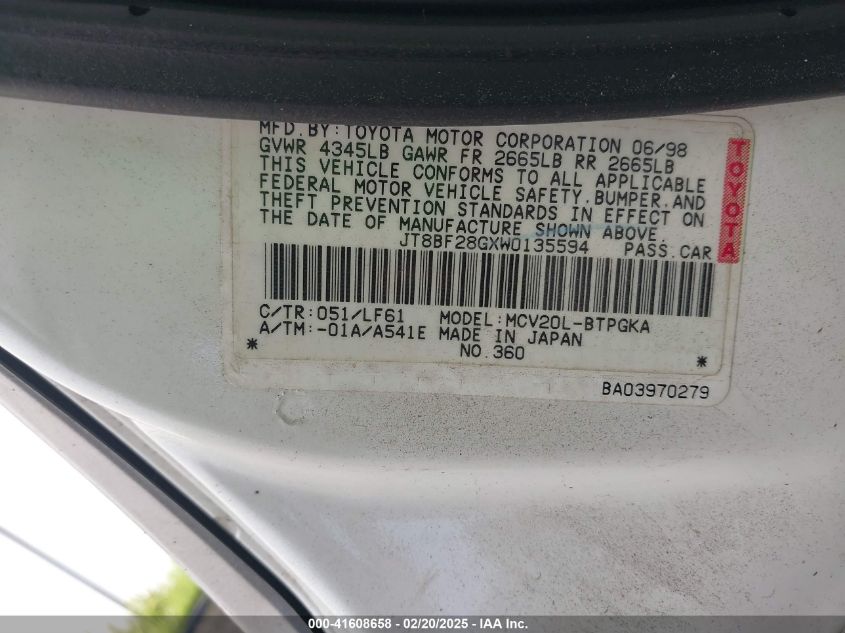 MFD.BY:TOYOTA MOTOR CORPORATION 06/98
GVWR 4345LB GAWR FR 2665LB RR 2665LB
THIS VEHICLE CONFORMS TO ALL APPLICABLE
FEDERAL MOTOR VEHICLE SAFETY,BUMPER,AND
THEFT PREVENTION STANDARDS IN EFFECT ON
THE DATE OF MANUFACTURE SHOWN ABOVE.
JT8BF28GXW0135594 PASS.CAR
TOYOTA
C/TR:051/LF61 MODEL:MCV20L-BTPGKA
A/TM:-01A/A541E MADE IN JAPAN
* NO.360 *
BA03970279
000-41608658 - 02/20/2025 - IAA Inc.